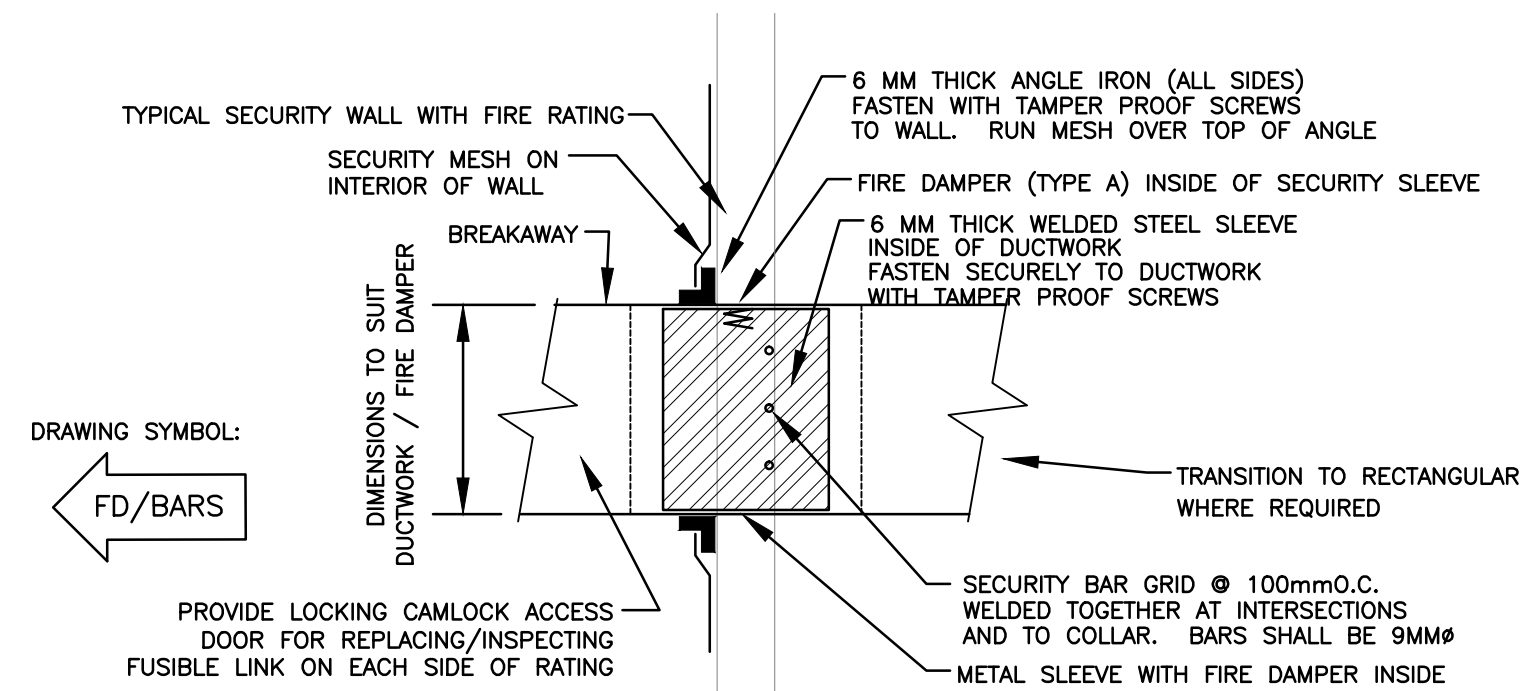 6 MM THICK ANGLE IRON (ALL SIDES)
FASTEN WITH TAMPER PROOF SCREWS
TO WALL. RUN MESH OVER TOP OF ANGLE
TYPICAL SECURITY WALL WITH FIRE RATING
SECURITY MESH ON
INTERIOR OF WALL
FIRE DAMPER (TYPE A) INSIDE OF SECURITY SLEEVE
BREAKAWAY
6 MM THICK WELDED STEEL SLEEVE
INSIDE OF DUCTWORK
FASTEN SECURELY TO DUCTWORK
WITH TAMPER PROOF SCREWS
DIMENSIONS TO SUIT
DUCTWORK / FIRE DAMPER
DRAWING SYMBOL:
FD/BARS
TRANSITION TO RECTANGULAR
WHERE REQUIRED
PROVIDE LOCKING CAMLOCK ACCESS
DOOR FOR REPLACING/INSPECTING
FUSIBLE LINK ON EACH SIDE OF RATING
SECURITY BAR GRID @ 100mmO.C.
WELDED TOGETHER AT INTERSECTIONS
AND TO COLLAR. BARS SHALL BE 9MMø
METAL SLEEVE WITH FIRE DAMPER INSIDE